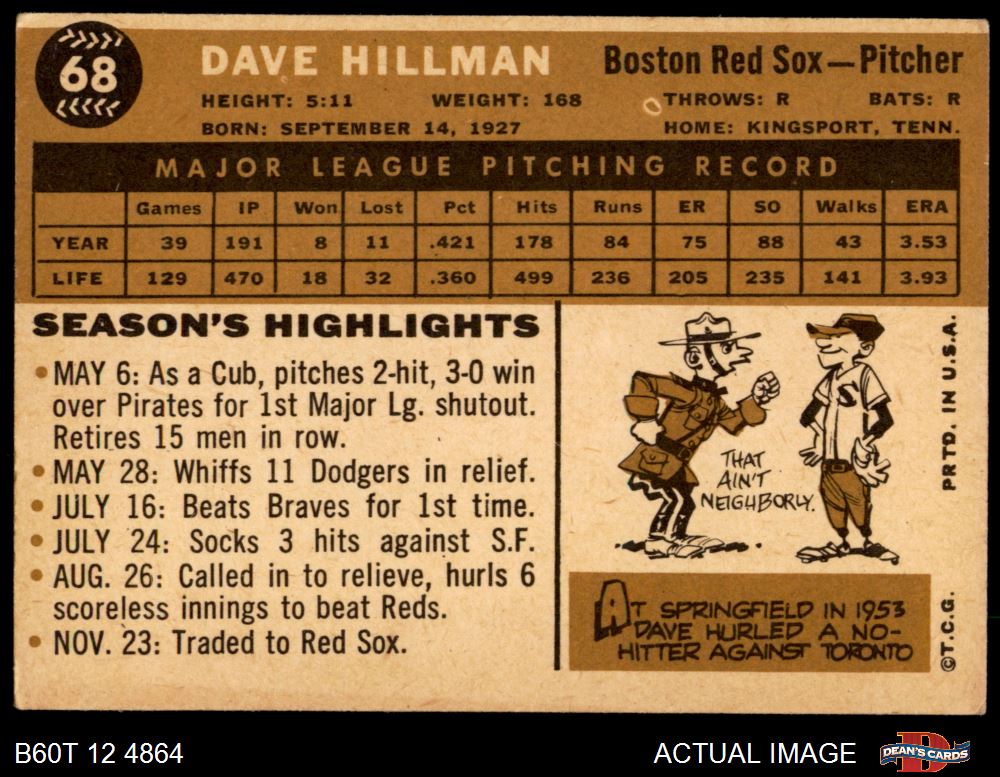 68
DAVE HILLMAN
Boston Red Sox—Pitcher
HEIGHT: 5:11 WEIGHT: 168 THROWS: R BATS: R
BORN: SEPTEMBER 14, 1927 HOME: KINGSPORT, TENN.
MAJOR LEAGUE PITCHING RECORD
Games IP Won Lost Pct Hits Runs ER SO Walks ERA
YEAR 39 191 8 11 .421 178 84 75 88 43 3.53
LIFE 129 470 18 32 .360 499 236 205 235 141 3.93
SEASON'S HIGHLIGHTS
• MAY 6: As a Cub, pitches 2-hit, 3-0 win
over Pirates for 1st Major Lg. shutout.
Retires 15 men in row.
• MAY 28: Whiffs 11 Dodgers in relief.
• JULY 16: Beats Braves for 1st time.
• JULY 24: Socks 3 hits against S.F.
• AUG. 26: Called in to relieve, hurls 6
scoreless innings to beat Reds.
• NOV. 23: Traded to Red Sox.
S
THAT
AIN'T
NEIGHBORLY.
AT SPRINGFIELD IN 1953
DAVE HURLED A NO-
HITTER AGAINST TORONTO
©T.C.G. PRTD. IN U.S.A.
B60T 12 4864
ACTUAL IMAGE
D
DEAN'S CARDS